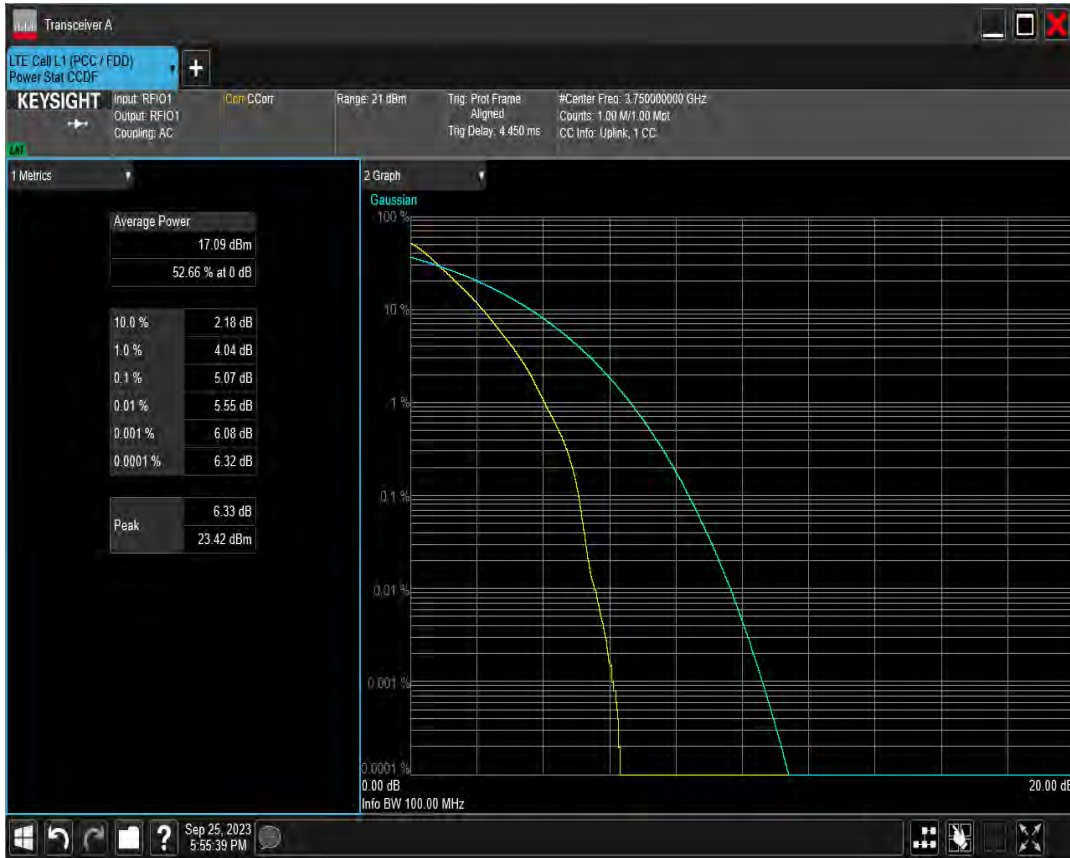 Transceiver A
LTE Cell L1 (PCC / FDD)
Power Stat CCDF
+
KEYSIGHT
Input: RFIO1
Output: RFIO1
Coupling: AC
Corr CCorr
Range: 21 dBm
Trig: Prot Frame
Aligned
Trig Delay: 4.450 ms
#Center Freq: 3.750000000 GHz
Counts: 1.00 M/1.00 Mpt
CC Info: Uplink, 1 CC
1 Metrics
Average Power
17.09 dBm
52.66 % at 0 dB
10.0 % 2.18 dB
1.0 % 4.04 dB
0.1 % 5.07 dB
0.01 % 5.55 dB
0.001 % 6.08 dB
0.0001 % 6.32 dB
Peak
6.33 dB
23.42 dBm
2 Graph
Gaussian
100 %
10 %
1 %
0.1 %
0.01 %
0.001 %
0.0001 %
0.00 dB
20.00 dB
Info BW 100.00 MHz
?
Sep 25, 2023
5:55:39 PM